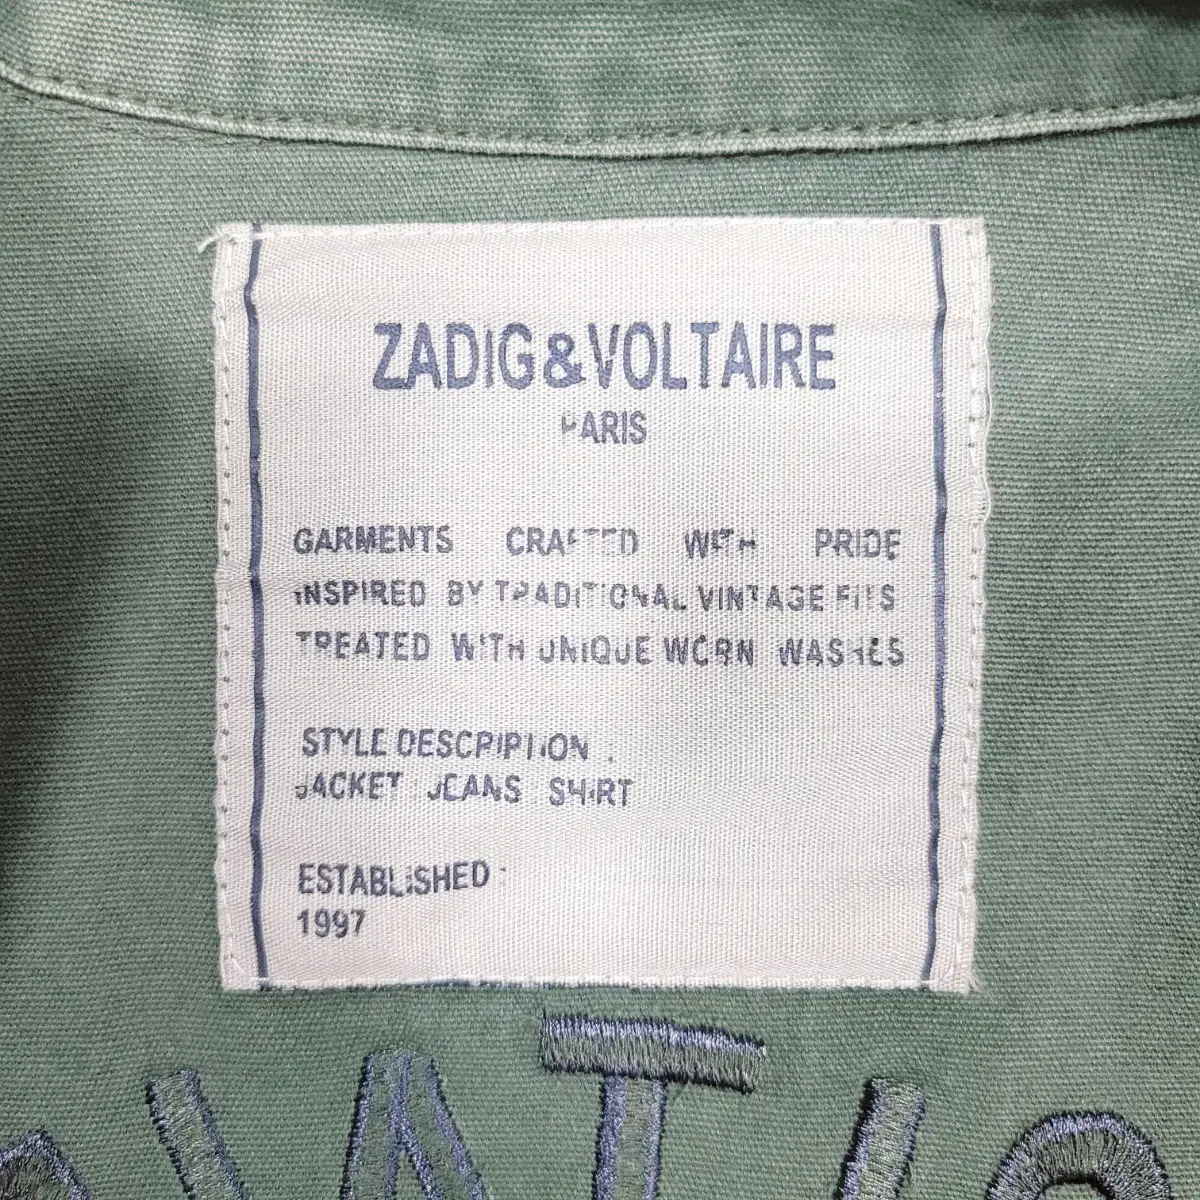 ZADIG&VOLTAIRE
PARIS
GARMENTS CRAFTED WITH PRIDE
INSPIRED BY TRADITIONAL VINTAGE FITS
TREATED WITH UNIQUE WORN WASHES
STYLE DESCRIPTION :
JACKET JEANS SHIRT
ESTABLISHED :
1997